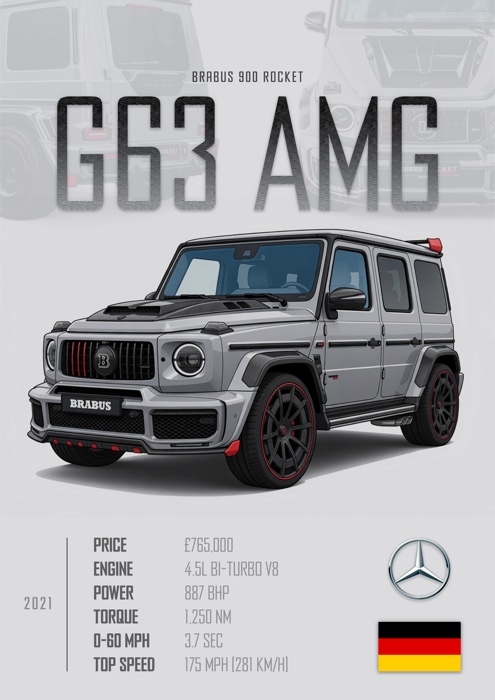 BRABUS 900 ROCKET
G63 AMG
B
BRABUS
2021
PRICE £765,000
ENGINE 4.5L BI-TURBO V8
POWER 887 BHP
TORQUE 1,250 NM
0-60 MPH 3.7 SEC
TOP SPEED 175 MPH (281 KM/H)